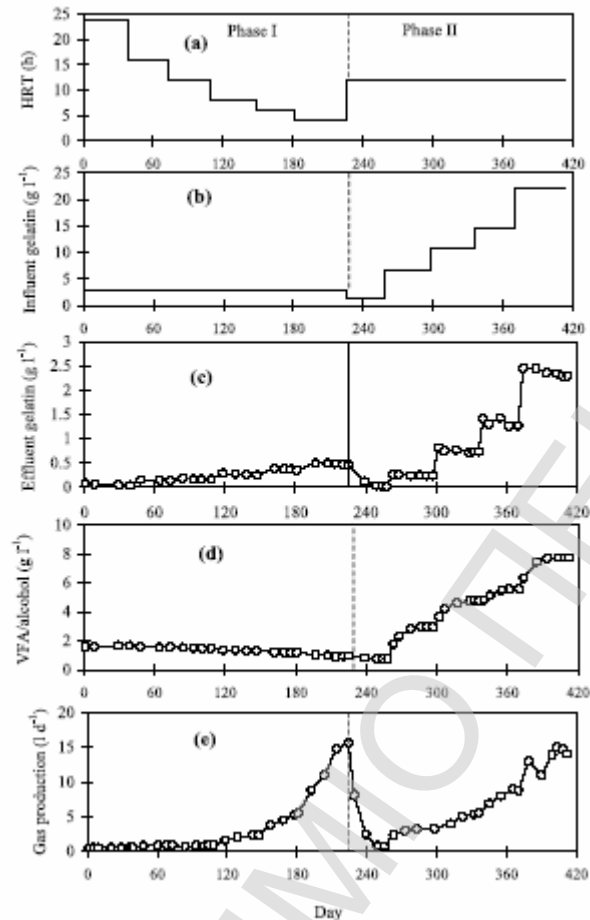 25
20
15
10
5
0
HRT (h)
(a)
Phase I
Phase II
0 60 120 180 240 300 360 420
25
20
15
10
5
0
Influent gelatin (g l⁻¹)
(b)
0 60 120 180 240 300 360 420
3
2.5
2
1.5
1
0.5
0
Effluent gelatin (g l⁻¹)
(c)
0 60 120 180 240 300 360 420
10
8
6
4
2
0
VFA/alcohol (g l⁻¹)
(d)
0 60 120 180 240 300 360 420
20
15
10
5
0
Gas production (l d⁻¹)
(e)
0 60 120 180 240 300 360 420
Day